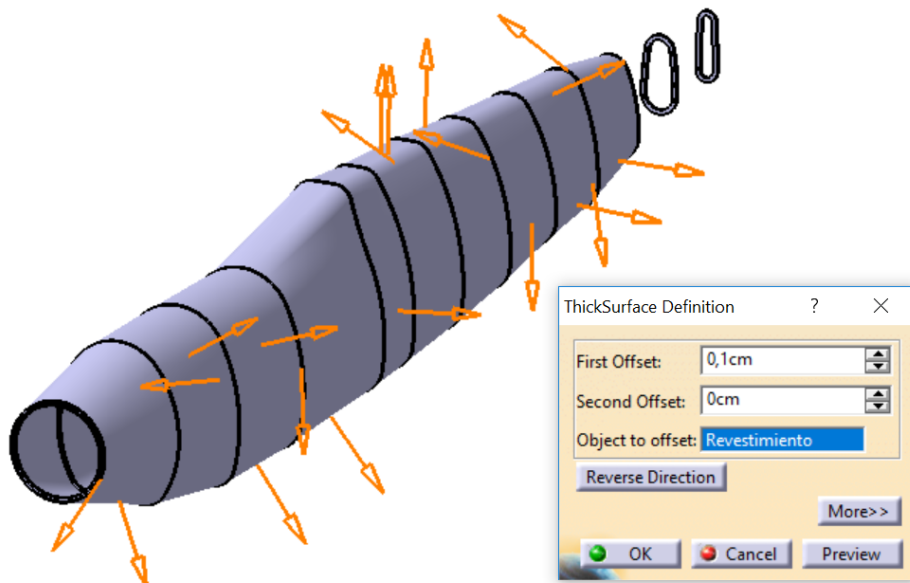 ThickSurface Definition ? ×
First Offset: 0,1cm
Second Offset: 0cm
Object to offset: Revestimiento
Reverse Direction
More>>
OK Cancel Preview